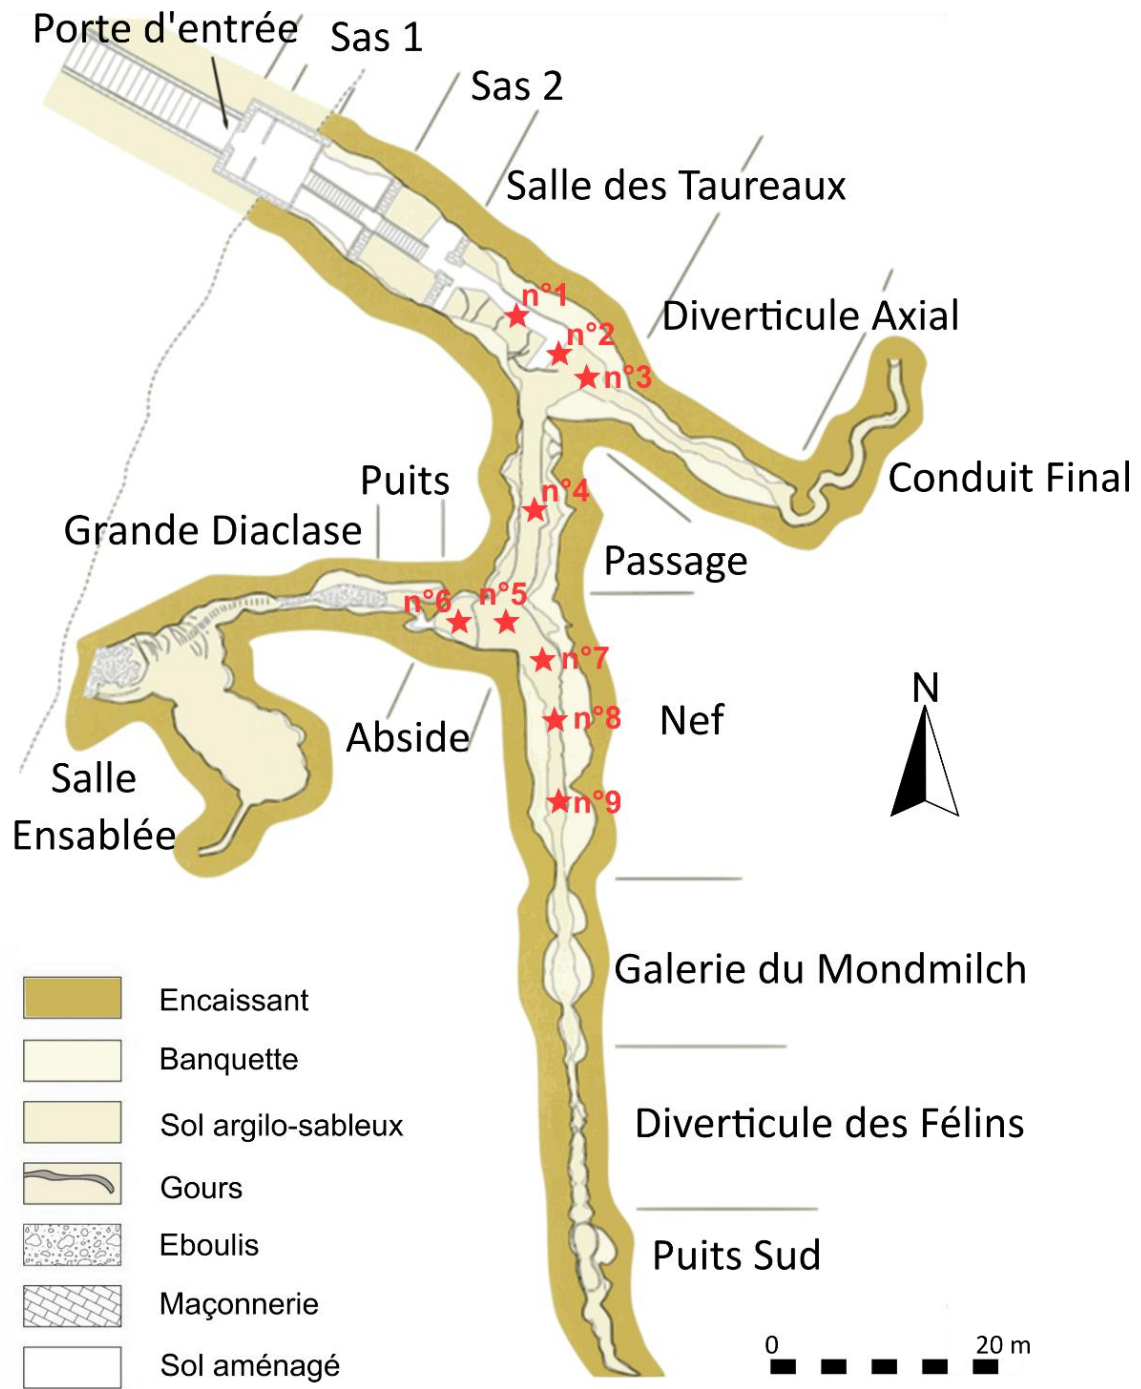 Porte d'entrée
Sas 1
Sas 2
Salle des Taureaux
n°1
n°2
n°3
Diverticule Axial
Conduit Final
Puits
n°4
Grande Diaclase
Passage
n°5
n°6
n°7
Nef
n°8
Abside
N
Salle
Ensablée
n°9
Galerie du Mondmilch
Diverticule des Félins
Puits Sud
Encaissant
Banquette
Sol argilo-sableux
Gours
Eboulis
Maçonnerie
Sol aménagé
0
20 m